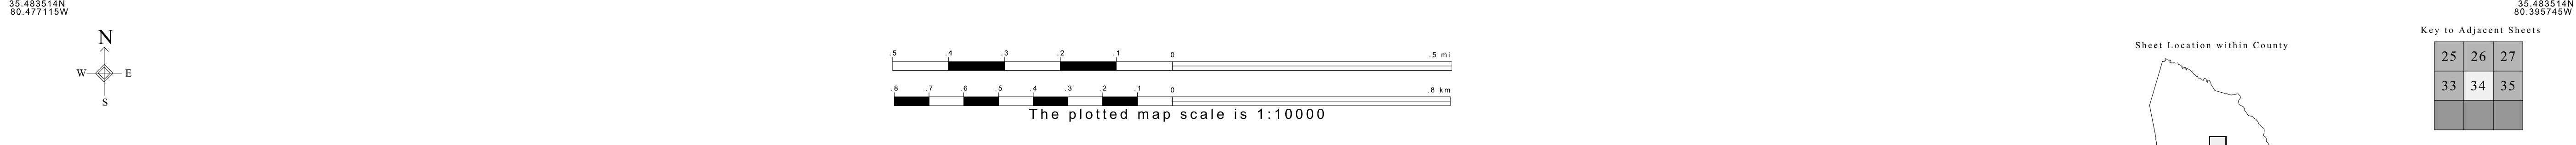 35.483514N
80.477115W
N
W E
S
.5 .4 .3 .2 .1 0 .5 mi
.8 .7 .6 .5 .4 .3 .2 .1 0 .8 km
The plotted map scale is 1:10000
Sheet Location within County
35.483514N
80.395745W
Key to Adjacent Sheets
25 26 27
33 34 35